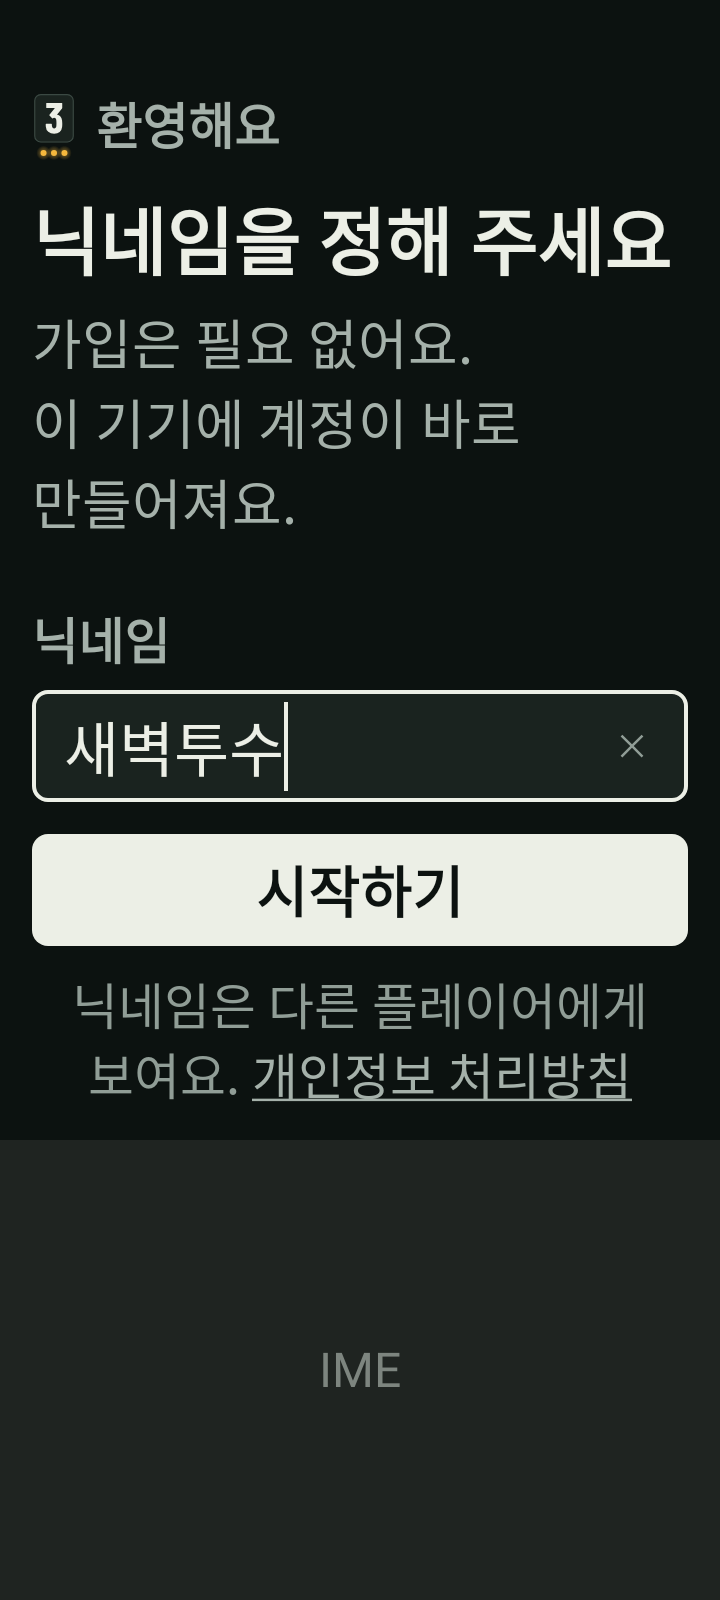 3 환영해요
닉네임을 정해 주세요
가입은 필요 없어요.
이 기기에 계정이 바로
만들어져요.
닉네임
새벽투수
시작하기
닉네임은 다른 플레이어에게
보여요. 개인정보 처리방침
IME